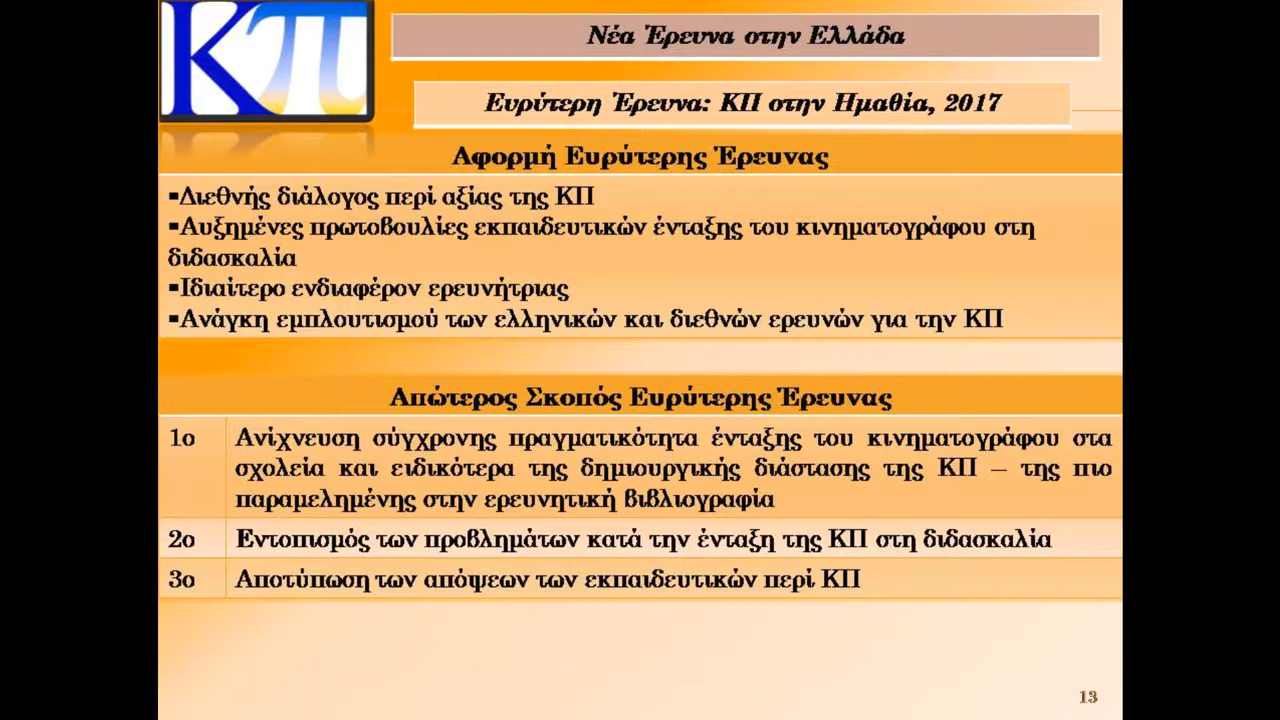 Κπ
Νέα Έρευνα στην Ελλάδα
Ευρύτερη Έρευνα: ΚΠ στην Ημαθία, 2017
Αφορμή Ευρύτερης Έρευνας
▪Διεθνής διάλογος περί αξίας της ΚΠ
▪Αυξημένες πρωτοβουλίες εκπαιδευτικών ένταξης του κινηματογράφου στη
διδασκαλία
▪Ιδιαίτερο ενδιαφέρον ερευνήτριας
▪Ανάγκη εμπλουτισμού των ελληνικών και διεθνών ερευνών για την ΚΠ
Απώτερος Σκοπός Ευρύτερης Έρευνας
1ο Ανίχνευση σύγχρονης πραγματικότητα ένταξης του κινηματογράφου στα
σχολεία και ειδικότερα της δημιουργικής διάστασης της ΚΠ – της πιο
παραμελημένης στην ερευνητική βιβλιογραφία
2ο Εντοπισμός των προβλημάτων κατά την ένταξη της ΚΠ στη διδασκαλία
3ο Αποτύπωση των απόψεων των εκπαιδευτικών περί ΚΠ
13